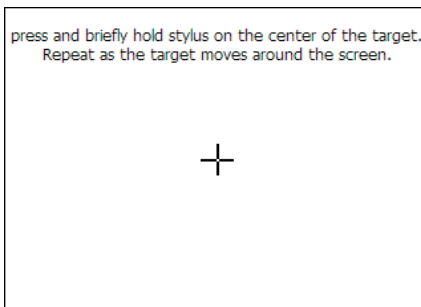 press and briefly hold stylus on the center of the target.
Repeat as the target moves around the screen.